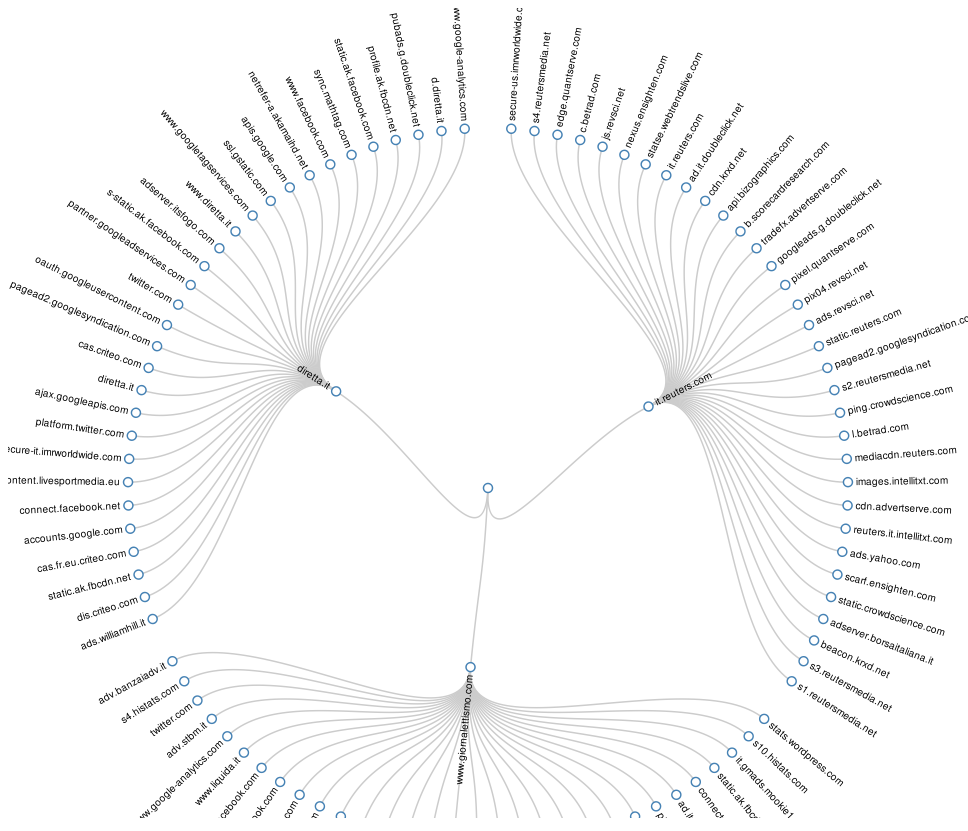 ads.williamhill.it
dis.criteo.com
static.ak.fbcdn.net
cas.fr.eu.criteo.com
accounts.google.com
connect.facebook.net
ontent.livesportmedia.eu
ecure-it.imrworldwide.com
platform.twitter.com
ajax.googleapis.com
diretta.it
cas.criteo.com
pagead2.googlesyndication.com
oauth.googleusercontent.com
twitter.com
partner.googleadservices.com
s-static.ak.facebook.com
adserver.itsfogo.com
www.diretta.it
www.googletagservices.com
ssl.gstatic.com
apis.google.com
netrefer-a.akamaihd.net
www.facebook.com
sync.mathtag.com
static.ak.facebook.com
profile.ak.fbcdn.net
pubads.g.doubleclick.net
d.diretta.it
ww.google-analytics.com
diretta.it
secure-us.imrworldwide.c
s4.reutersmedia.net
edge.quantserve.com
c.betrad.com
js.revsci.net
nexus.ensighten.com
statse.webtrendslive.com
it.reuters.com
ad.it.doubleclick.net
cdn.krxd.net
api.bizographics.com
b.scorecardresearch.com
tradefx.advertserve.com
googleads.g.doubleclick.net
pixel.quantserve.com
pix04.revsci.net
ads.revsci.net
static.reuters.com
pagead2.googlesyndication.co
s2.reutersmedia.net
ping.crowdscience.com
l.betrad.com
mediacdn.reuters.com
images.intellitxt.com
cdn.advertserve.com
reuters.it.intellitxt.com
ads.yahoo.com
scarf.ensighten.com
static.crowdscience.com
adserver.borsaitaliana.it
beacon.krxd.net
s3.reutersmedia.net
s1.reutersmedia.net
it.reuters.com
www.giornalettismo.com
adv.banzaiadv.it
s4.histats.com
twitter.com
adv.stbm.it
ww.google-analytics.com
www.liquida.it
cebook.com
ok.com
com
stats.wordpress.com
s10.histats.com
it.gmads.mookie1
static.ak.fbc
connect
ad.it